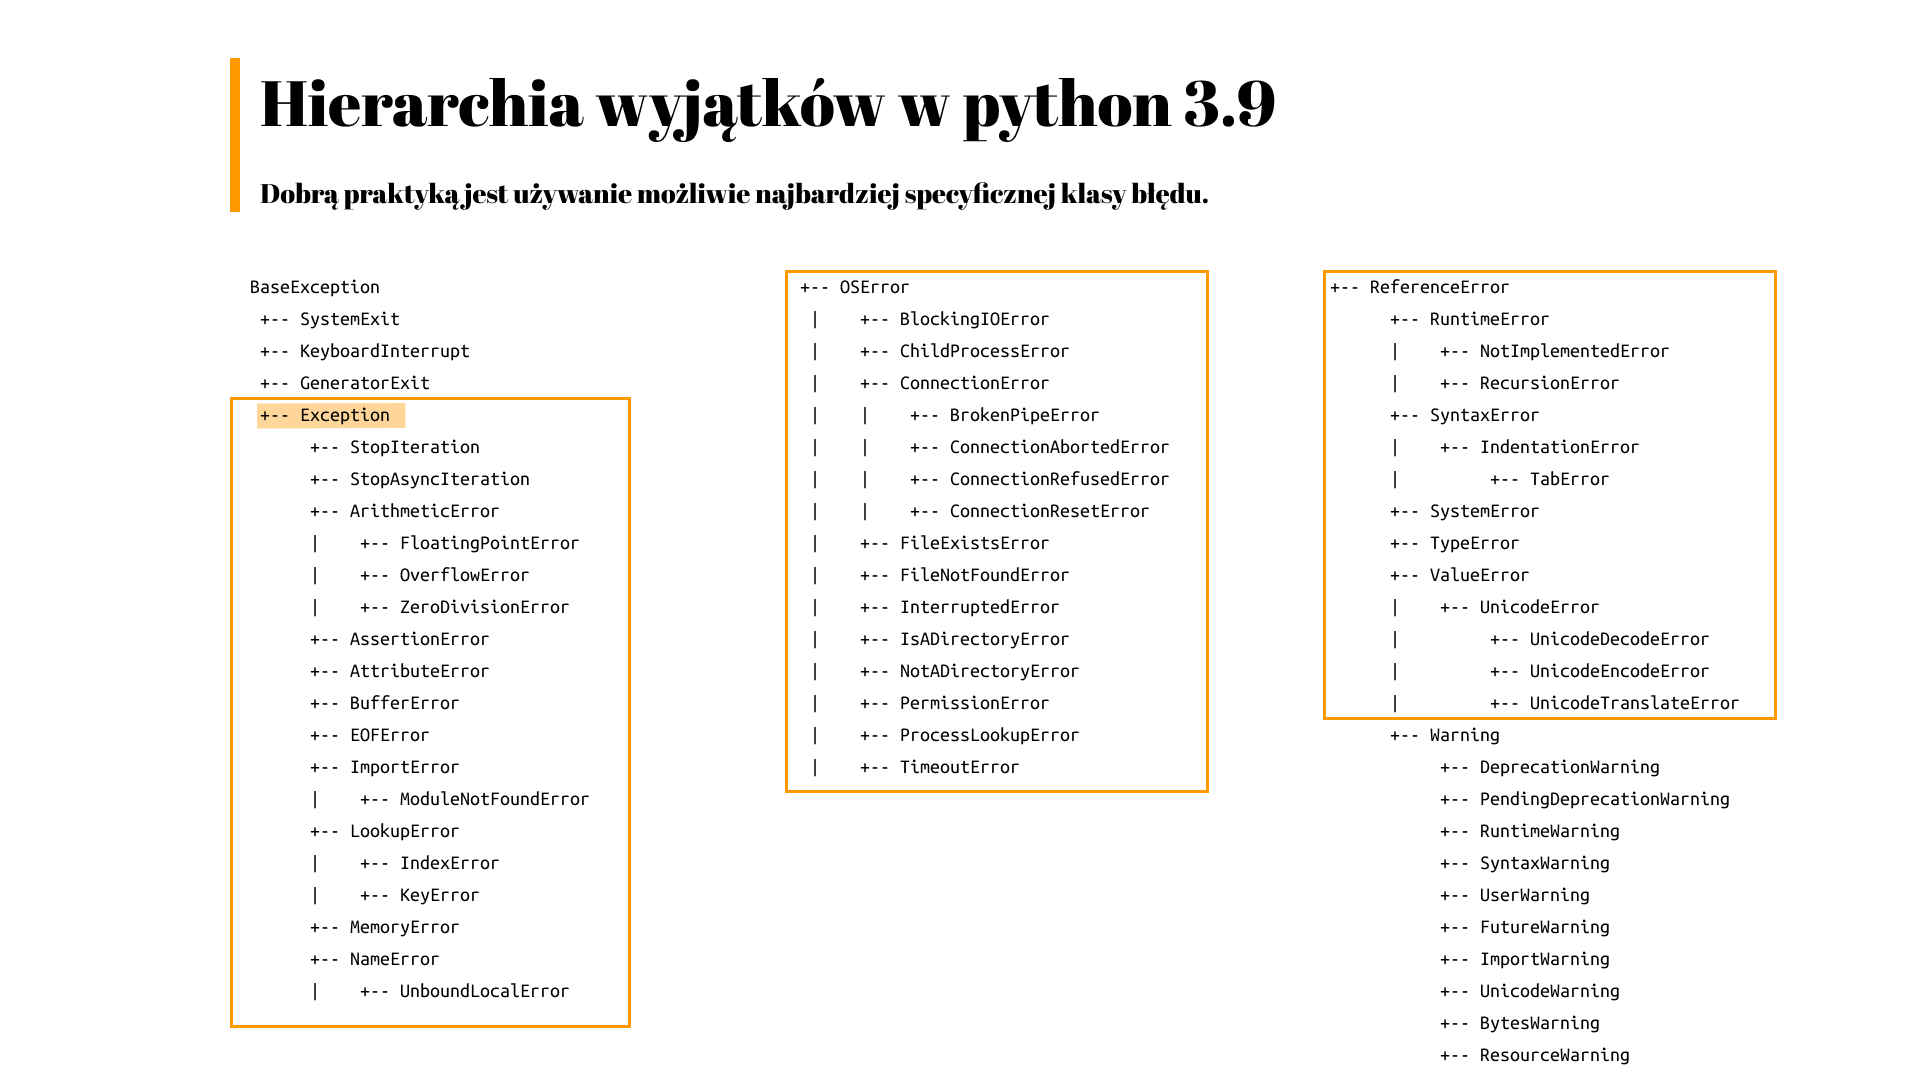 Hierarchia wyjątków w python 3.9
Dobrą praktyką jest używanie możliwie najbardziej specyficznej klasy błędu.
BaseException
+-- SystemExit
+-- KeyboardInterrupt
+-- GeneratorExit
+-- Exception
+-- StopIteration
+-- StopAsyncIteration
+-- ArithmeticError
|    +-- FloatingPointError
|    +-- OverflowError
|    +-- ZeroDivisionError
+-- AssertionError
+-- AttributeError
+-- BufferError
+-- EOFError
+-- ImportError
|    +-- ModuleNotFoundError
+-- LookupError
|    +-- IndexError
|    +-- KeyError
+-- MemoryError
+-- NameError
|    +-- UnboundLocalError
+-- OSError
|    +-- BlockingIOError
|    +-- ChildProcessError
|    +-- ConnectionError
|    |    +-- BrokenPipeError
|    |    +-- ConnectionAbortedError
|    |    +-- ConnectionRefusedError
|    |    +-- ConnectionResetError
|    +-- FileExistsError
|    +-- FileNotFoundError
|    +-- InterruptedError
|    +-- IsADirectoryError
|    +-- NotADirectoryError
|    +-- PermissionError
|    +-- ProcessLookupError
|    +-- TimeoutError
+-- ReferenceError
+-- RuntimeError
|    +-- NotImplementedError
|    +-- RecursionError
+-- SyntaxError
|    +-- IndentationError
|         +-- TabError
+-- SystemError
+-- TypeError
+-- ValueError
|    +-- UnicodeError
|         +-- UnicodeDecodeError
|         +-- UnicodeEncodeError
|         +-- UnicodeTranslateError
+-- Warning
+-- DeprecationWarning
+-- PendingDeprecationWarning
+-- RuntimeWarning
+-- SyntaxWarning
+-- UserWarning
+-- FutureWarning
+-- ImportWarning
+-- UnicodeWarning
+-- BytesWarning
+-- ResourceWarning